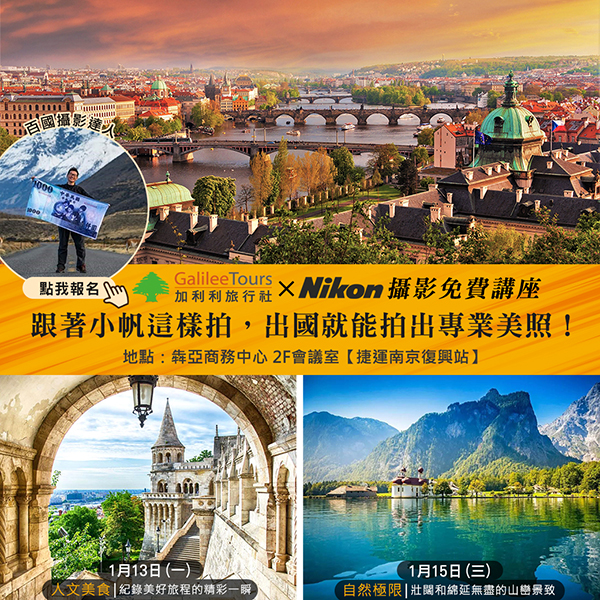 百國攝影達人
1000
1000
點我報名
GalileeTours
加利利旅行社
×
Nikon 攝影免費講座
跟著小帆這樣拍，出國就能拍出專業美照！
地點：犇亞商務中心 2F會議室【捷運南京復興站】
1月13日(一)
人文美食|紀錄美好旅程的精彩一瞬
1月15日(三)
自然極限|壯闊和綿延無盡的山巒景致